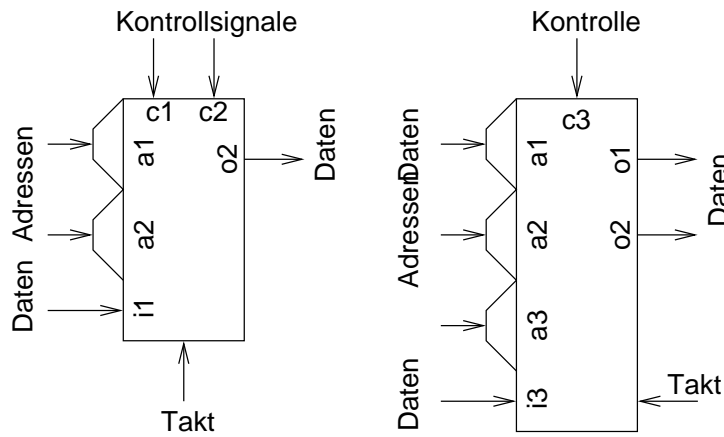 Kontrollsignale
c1 c2
Adressen
a1
a2
o2
Daten
Daten
i1
Takt
Kontrolle
c3
Daten
Adressen
a1
a2
a3
o1
o2
Daten
Daten
i3
Takt